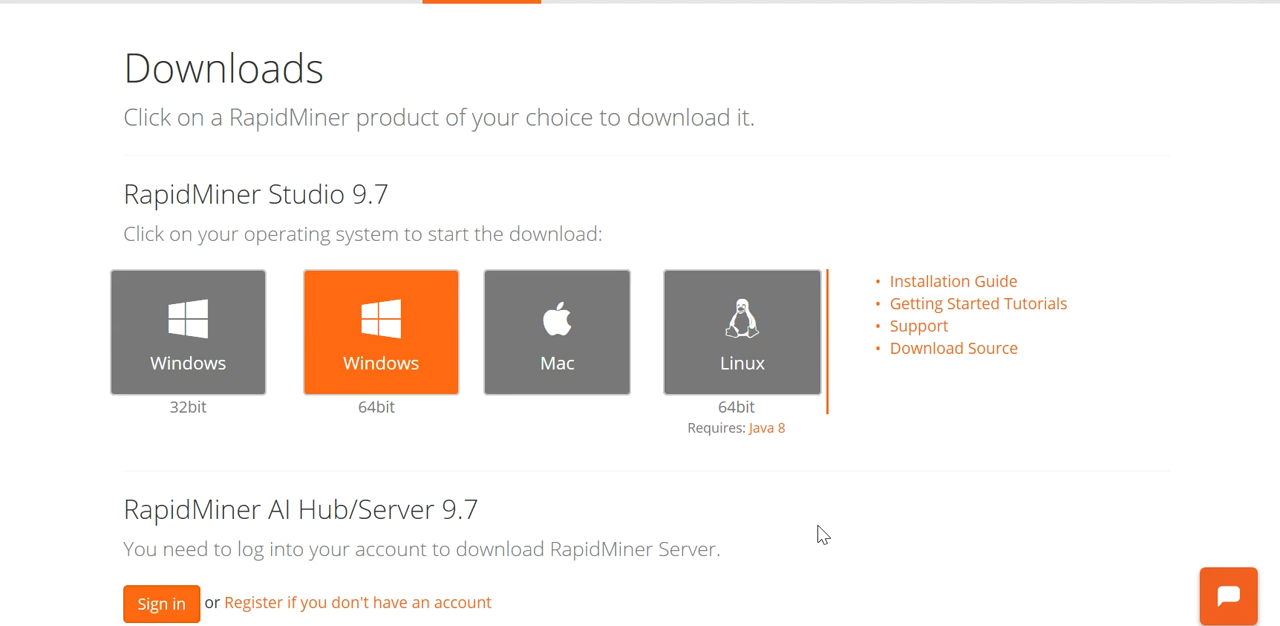 Downloads
Click on a RapidMiner product of your choice to download it.
RapidMiner Studio 9.7
Click on your operating system to start the download:
Windows
32bit
Windows
64bit
Mac
Linux
64bit
Requires: Java 8
• Installation Guide
• Getting Started Tutorials
• Support
• Download Source
RapidMiner AI Hub/Server 9.7
You need to log into your account to download RapidMiner Server.
Sign in or Register if you don't have an account